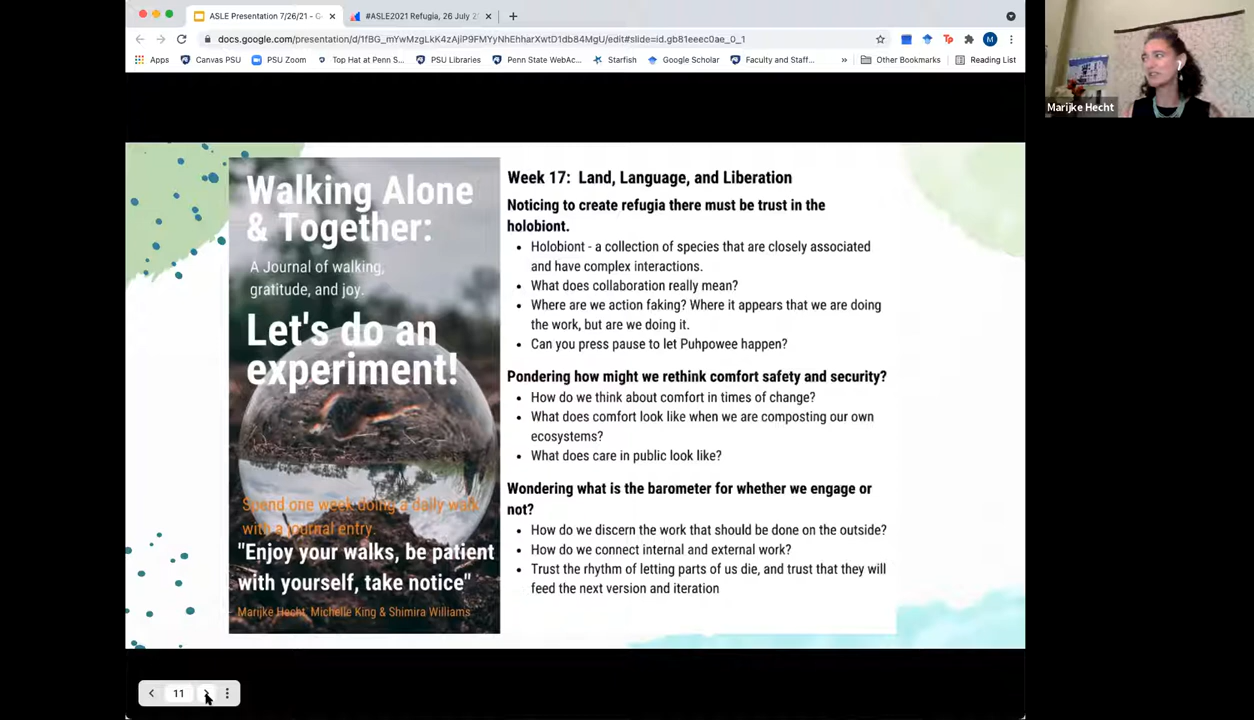 ASLE Presentation 7/26/21 - G
#ASLE2021 Refugia, 26 July 2
docs.google.com/presentation/d/1fBG_mYwMzgLkK4zAjlP9FMYyNhEhharXwtD1db84MgU/edit#slide=id.gb81eeec0ae_0_1
Apps
Canvas PSU
PSU Zoom
Top Hat at Penn S...
PSU Libraries
Penn State WebAc...
Starfish
Google Scholar
Faculty and Staff...
»
Other Bookmarks
Reading List
Marijke Hecht
Walking Alone
& Together:
A Journal of walking,
gratitude, and joy.
Let's do an
experiment!
Spend one week doing a daily walk
with a journal entry.
"Enjoy your walks, be patient
with yourself, take notice"
Marijke Hecht, Michelle King & Shimira Williams
Week 17: Land, Language, and Liberation
Noticing to create refugia there must be trust in the
holobiont.
• Holobiont - a collection of species that are closely associated
and have complex interactions.
• What does collaboration really mean?
• Where are we action faking? Where it appears that we are doing
the work, but are we doing it.
• Can you press pause to let Puhpowee happen?
Pondering how might we rethink comfort safety and security?
• How do we think about comfort in times of change?
• What does comfort look like when we are composting our own
ecosystems?
• What does care in public look like?
Wondering what is the barometer for whether we engage or
not?
• How do we discern the work that should be done on the outside?
• How do we connect internal and external work?
• Trust the rhythm of letting parts of us die, and trust that they will
feed the next version and iteration
11